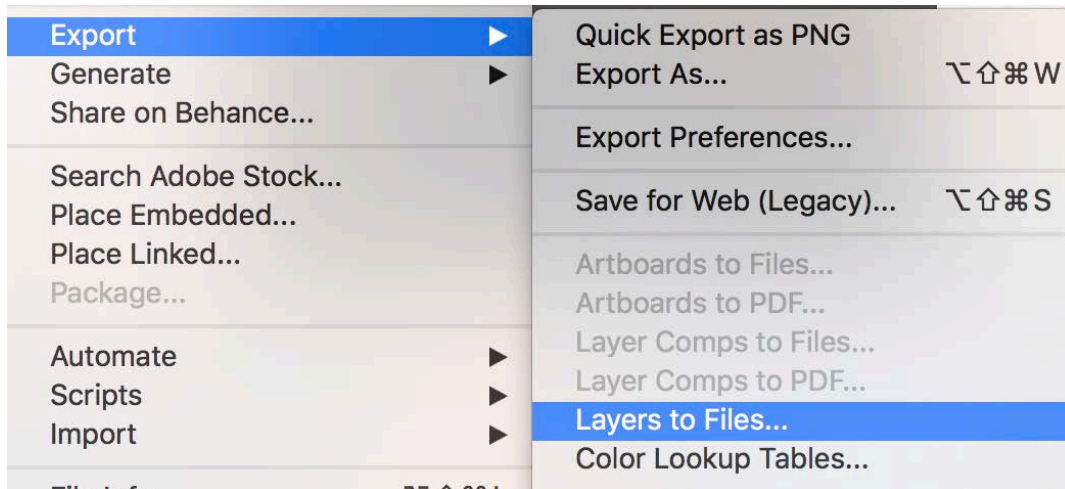 Export ▶
Generate ▶
Share on Behance...
Search Adobe Stock...
Place Embedded...
Place Linked...
Package...
Automate ▶
Scripts ▶
Import ▶
Quick Export as PNG
Export As... ⌥⇧⌘W
Export Preferences...
Save for Web (Legacy)... ⌥⇧⌘S
Artboards to Files...
Artboards to PDF...
Layer Comps to Files...
Layer Comps to PDF...
Layers to Files...
Color Lookup Tables...